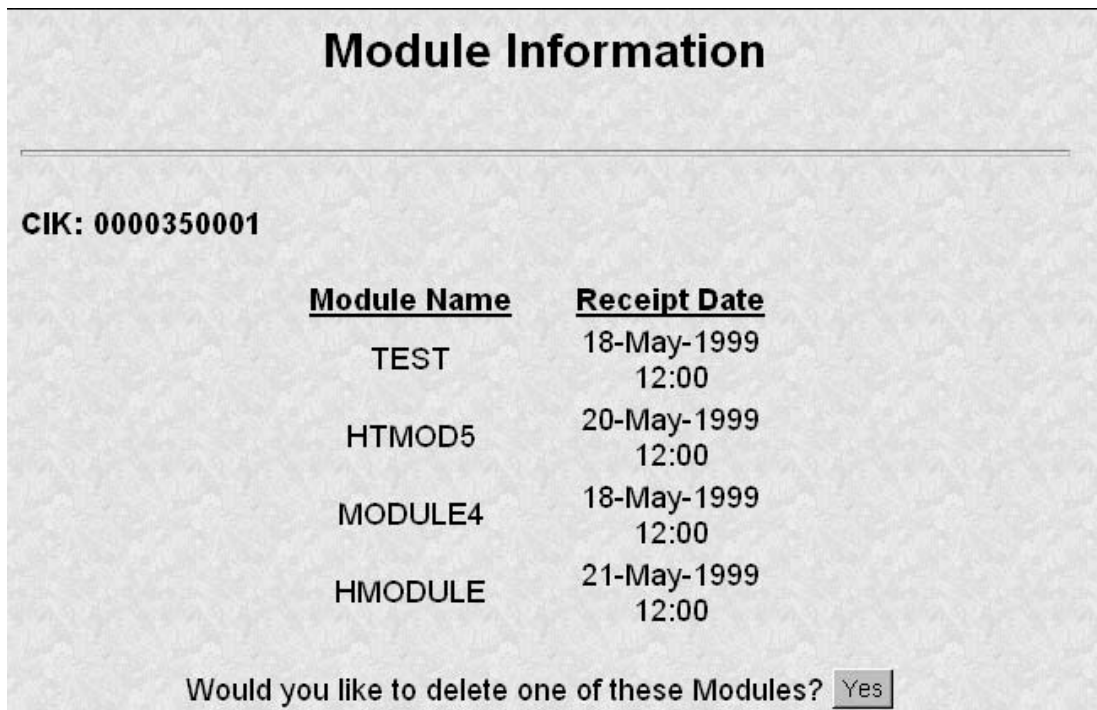 Module Information
CIK: 0000350001
Module Name Receipt Date
TEST 18-May-1999
12:00
HTMOD5 20-May-1999
12:00
MODULE4 18-May-1999
12:00
HMODULE 21-May-1999
12:00
Would you like to delete one of these Modules? Yes